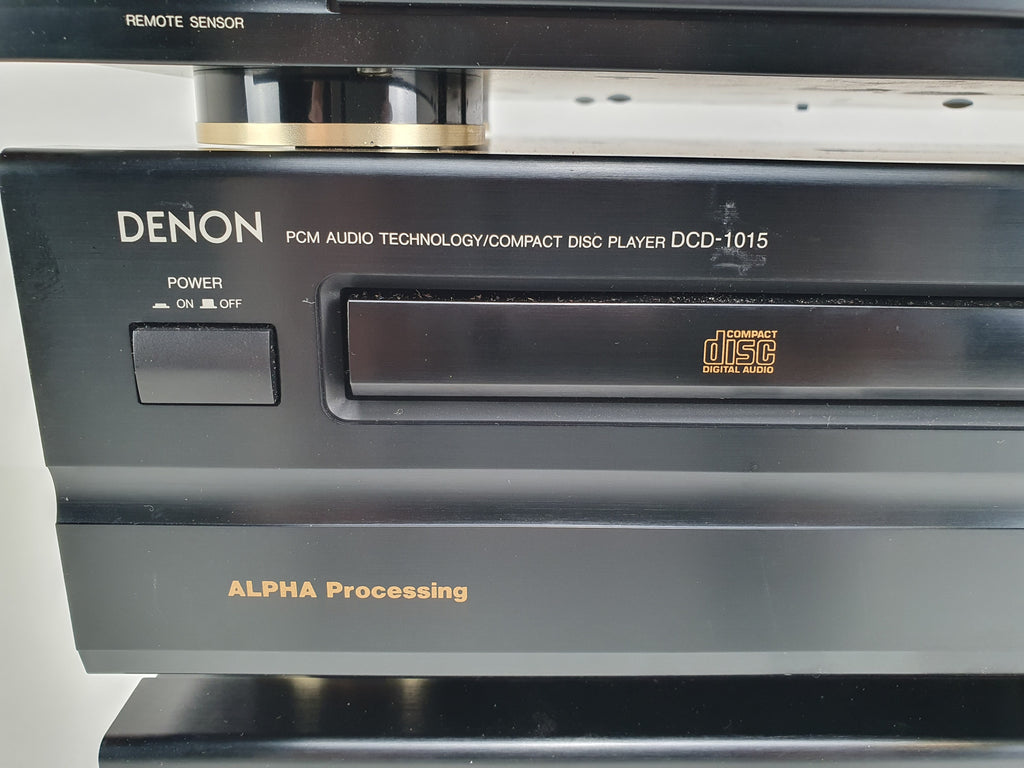 REMOTE SENSOR
DENON PCM AUDIO TECHNOLOGY/COMPACT DISC PLAYER DCD-1015
POWER
ON OFF
COMPACT
disc
DIGITAL AUDIO
ALPHA Processing